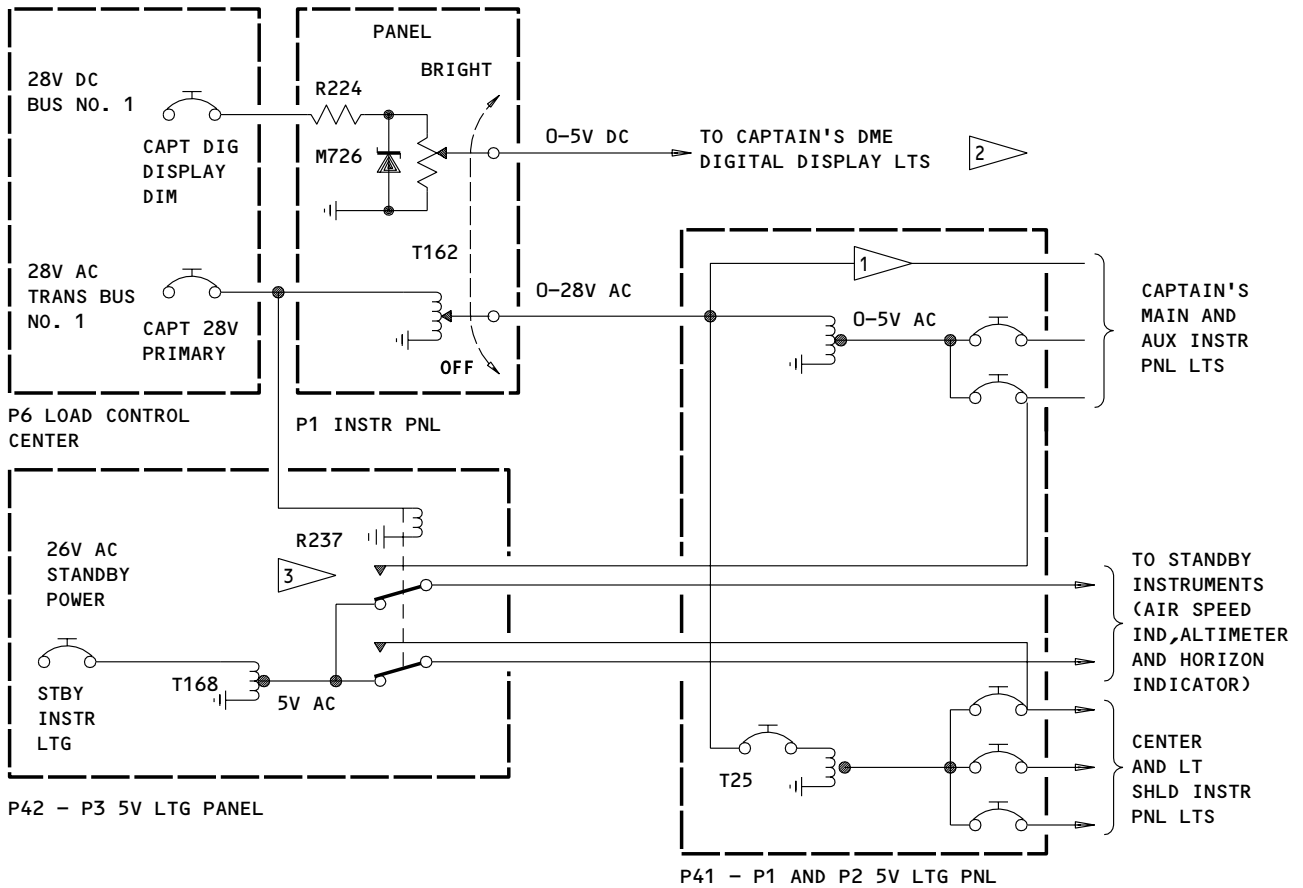 28V DC
BUS NO. 1
CAPT DIG
DISPLAY
DIM
28V AC
TRANS BUS
NO. 1
CAPT 28V
PRIMARY
P6 LOAD CONTROL
CENTER
PANEL
BRIGHT
R224
M726
T162
OFF
P1 INSTR PNL
0-5V DC
TO CAPTAIN'S DME
DIGITAL DISPLAY LTS
2
0-28V AC
1
0-5V AC
CAPTAIN'S
MAIN AND
AUX INSTR
PNL LTS
26V AC
STANDBY
POWER
R237
3
STBY
INSTR
LTG
T168
5V AC
P42 - P3 5V LTG PANEL
TO STANDBY
INSTRUMENTS
(AIR SPEED
IND,ALTIMETER
AND HORIZON
INDICATOR)
T25
CENTER
AND LT
SHLD INSTR
PNL LTS
P41 - P1 AND P2 5V LTG PNL